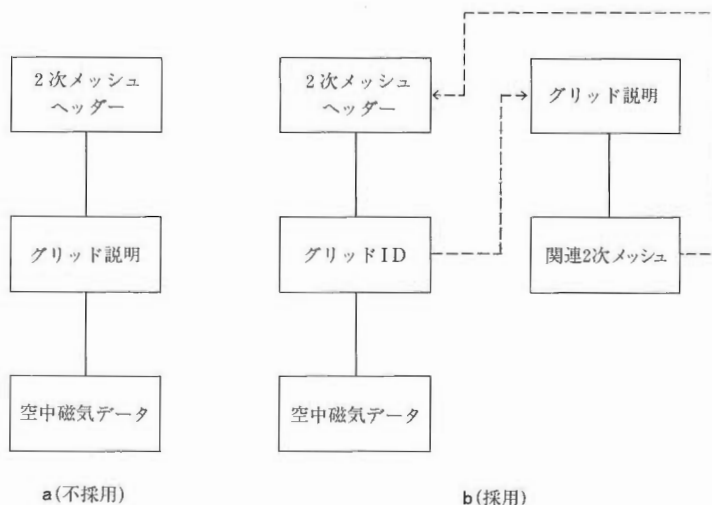 2次メッシュ
ヘッダー
グリッド説明
空中磁気データ
a(不採用)
2次メッシュ
ヘッダー
グリッドID
空中磁気データ
グリッド説明
関連2次メッシュ
b(採用)